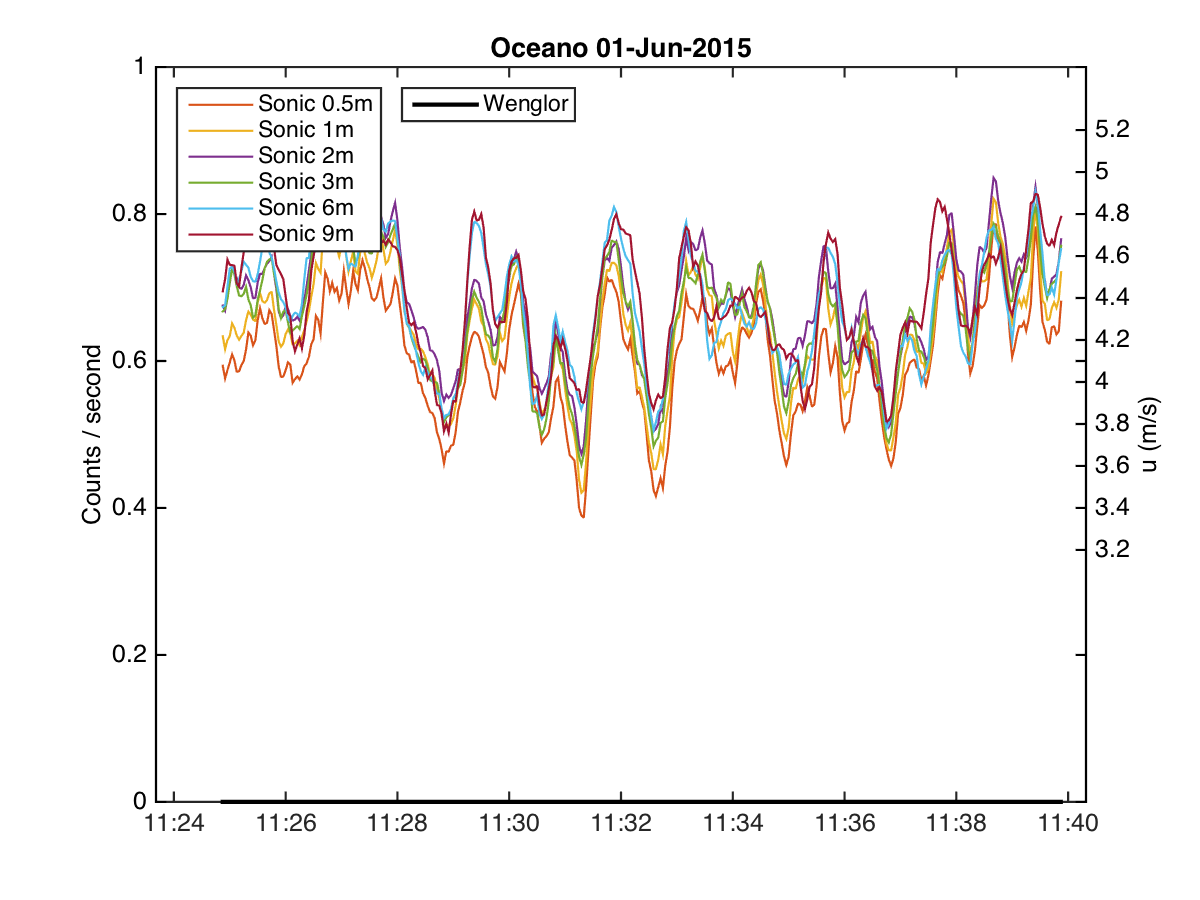 Oceano 01-Jun-2015
1
0.8
0.6
0.4
0.2
0
Counts / second
Sonic 0.5m
Sonic 1m
Sonic 2m
Sonic 3m
Sonic 6m
Sonic 9m
Wenglor
5.2
5
4.8
4.6
4.4
4.2
4
3.8
3.6
3.4
3.2
u (m/s)
11:24 11:26 11:28 11:30 11:32 11:34 11:36 11:38 11:40